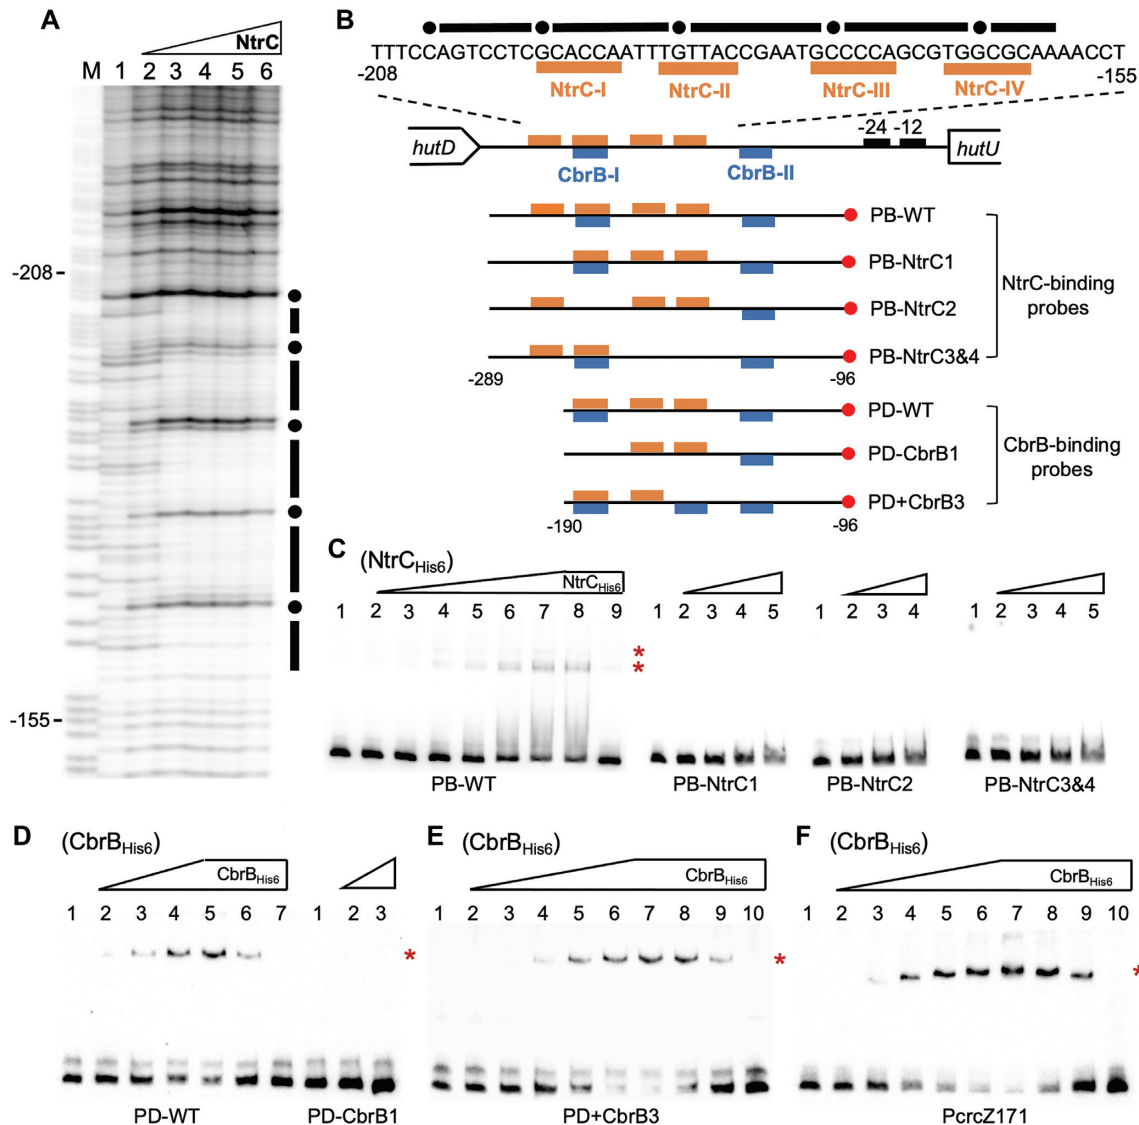 A
NtrC
M 1 2 3 4 5 6
-208
-155
B
TTTCCAGTCCTCGCACCAATTTGTTACCGAATGCCCCAGCGTGGCGCAAAACCT
-208
-155
NtrC-I
NtrC-II
NtrC-III
NtrC-IV
hutD
-24 -12
hutU
CbrB-I
CbrB-II
PB-WT
PB-NtrC1
PB-NtrC2
PB-NtrC3&4
-289
-96
NtrC-binding
probes
PD-WT
PD-CbrB1
PD+CbrB3
-190
-96
CbrB-binding
probes
C (NtrCHis6)
NtrCHis6
1 2 3 4 5 6 7 8 9
1 2 3 4 5
1 2 3 4
1 2 3 4 5
*
*
PB-WT
PB-NtrC1
PB-NtrC2
PB-NtrC3&4
D (CbrBHis6)
CbrBHis6
1 2 3 4 5 6 7
1 2 3
*
PD-WT
PD-CbrB1
E (CbrBHis6)
CbrBHis6
1 2 3 4 5 6 7 8 9 10
*
PD+CbrB3
F (CbrBHis6)
CbrBHis6
1 2 3 4 5 6 7 8 9 10
*
PcrcZ171